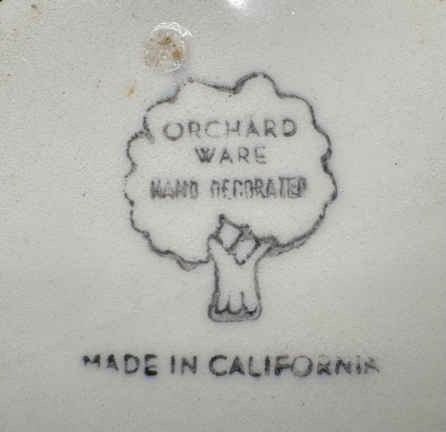 ORCHARD
WARE
HAND DECORATED
MADE IN CALIFORNIA